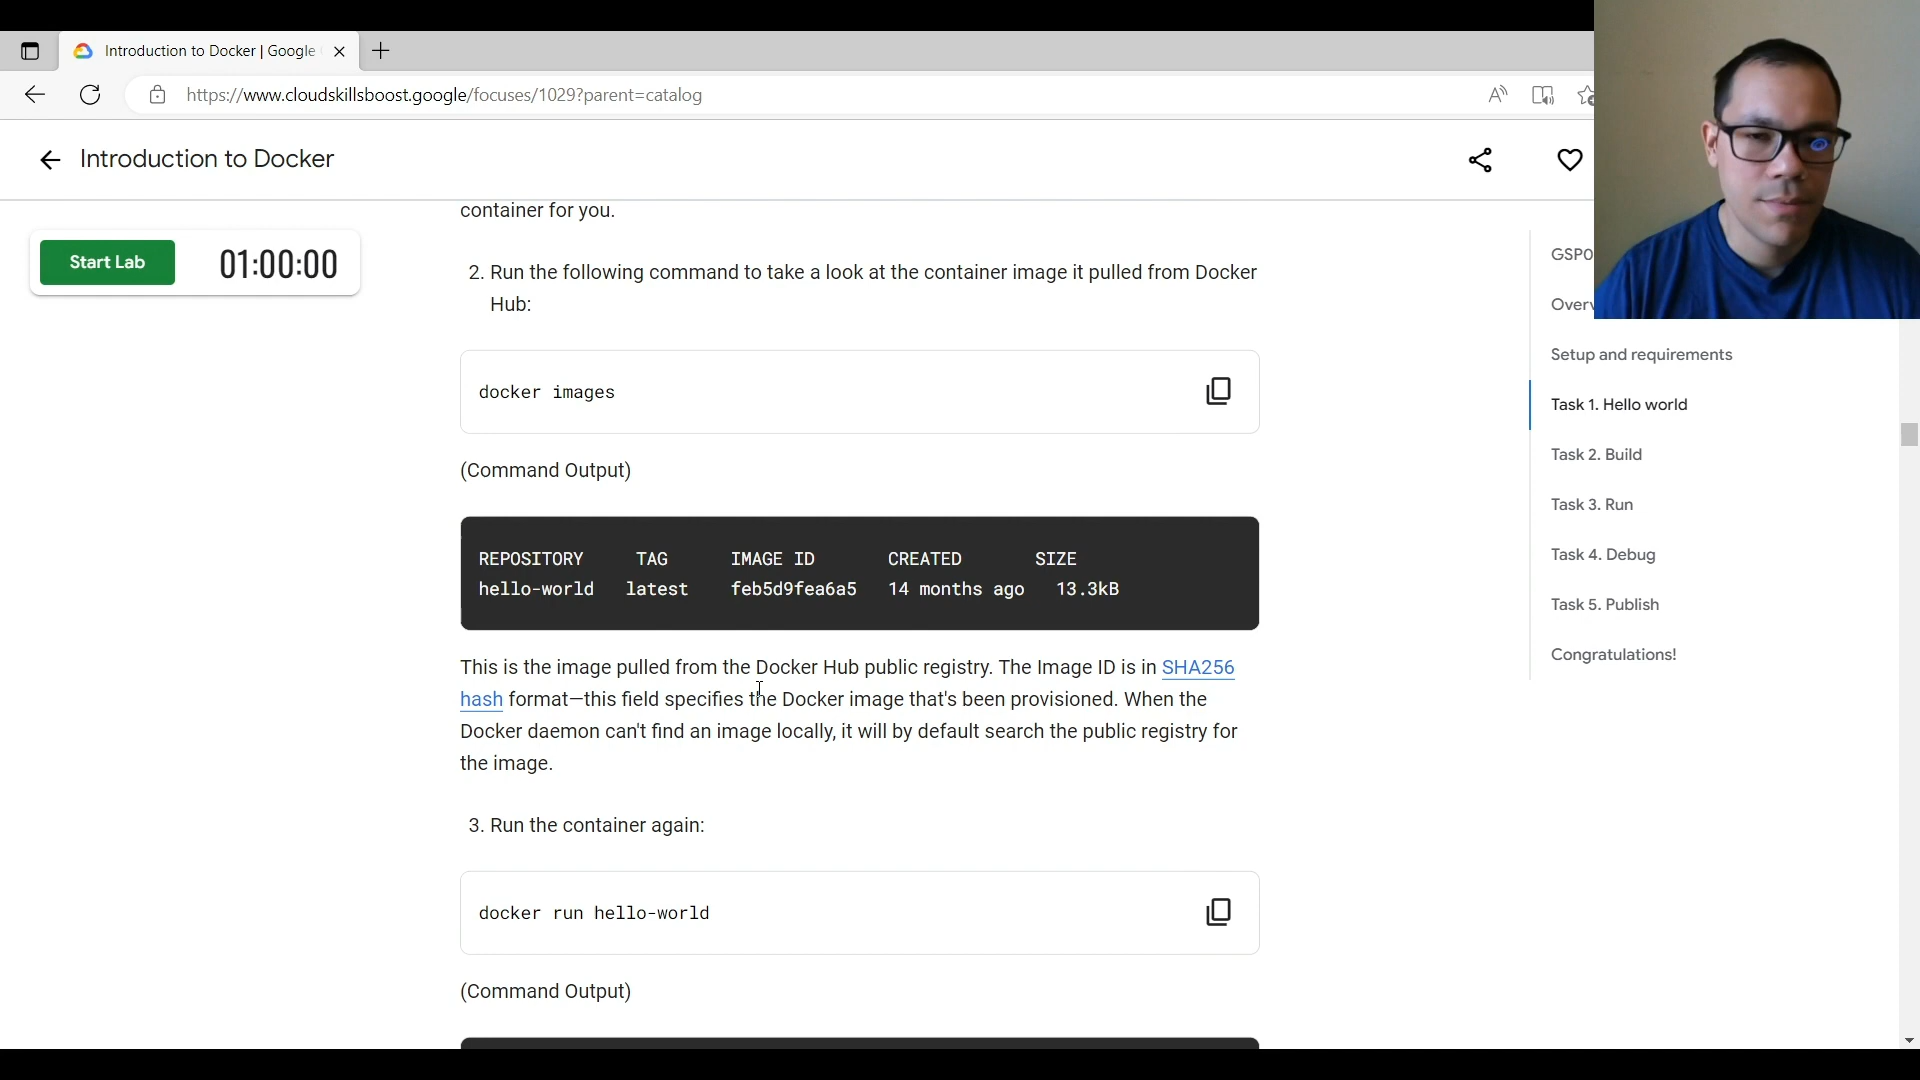 Introduction to Docker | Google
https://www.cloudskillsboost.google/focuses/1029?parent=catalog
Introduction to Docker
Start Lab
01:00:00
container for you.
2. Run the following command to take a look at the container image it pulled from Docker
Hub:
docker images
(Command Output)
REPOSITORY TAG IMAGE ID CREATED SIZE
hello-world latest feb5d9fea6a5 14 months ago 13.3kB
This is the image pulled from the Docker Hub public registry. The Image ID is in SHA256
hash format—this field specifies the Docker image that's been provisioned. When the
Docker daemon can't find an image locally, it will by default search the public registry for
the image.
3. Run the container again:
docker run hello-world
(Command Output)
GSP0
Overv
Setup and requirements
Task 1. Hello world
Task 2. Build
Task 3. Run
Task 4. Debug
Task 5. Publish
Congratulations!